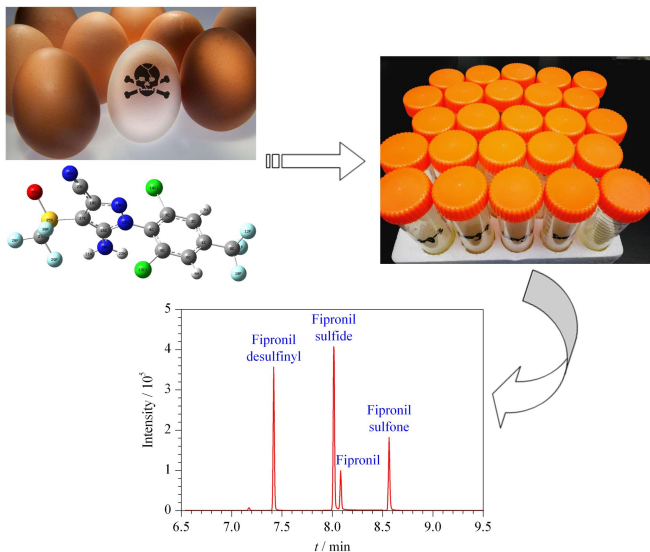 5
4
3
2
1
0
Intensity / 10⁵
Fipronil
desulfinyl
Fipronil
sulfide
Fipronil
Fipronil
sulfone
6.5
7.0
7.5
8.0
8.5
9.0
9.5
t / min